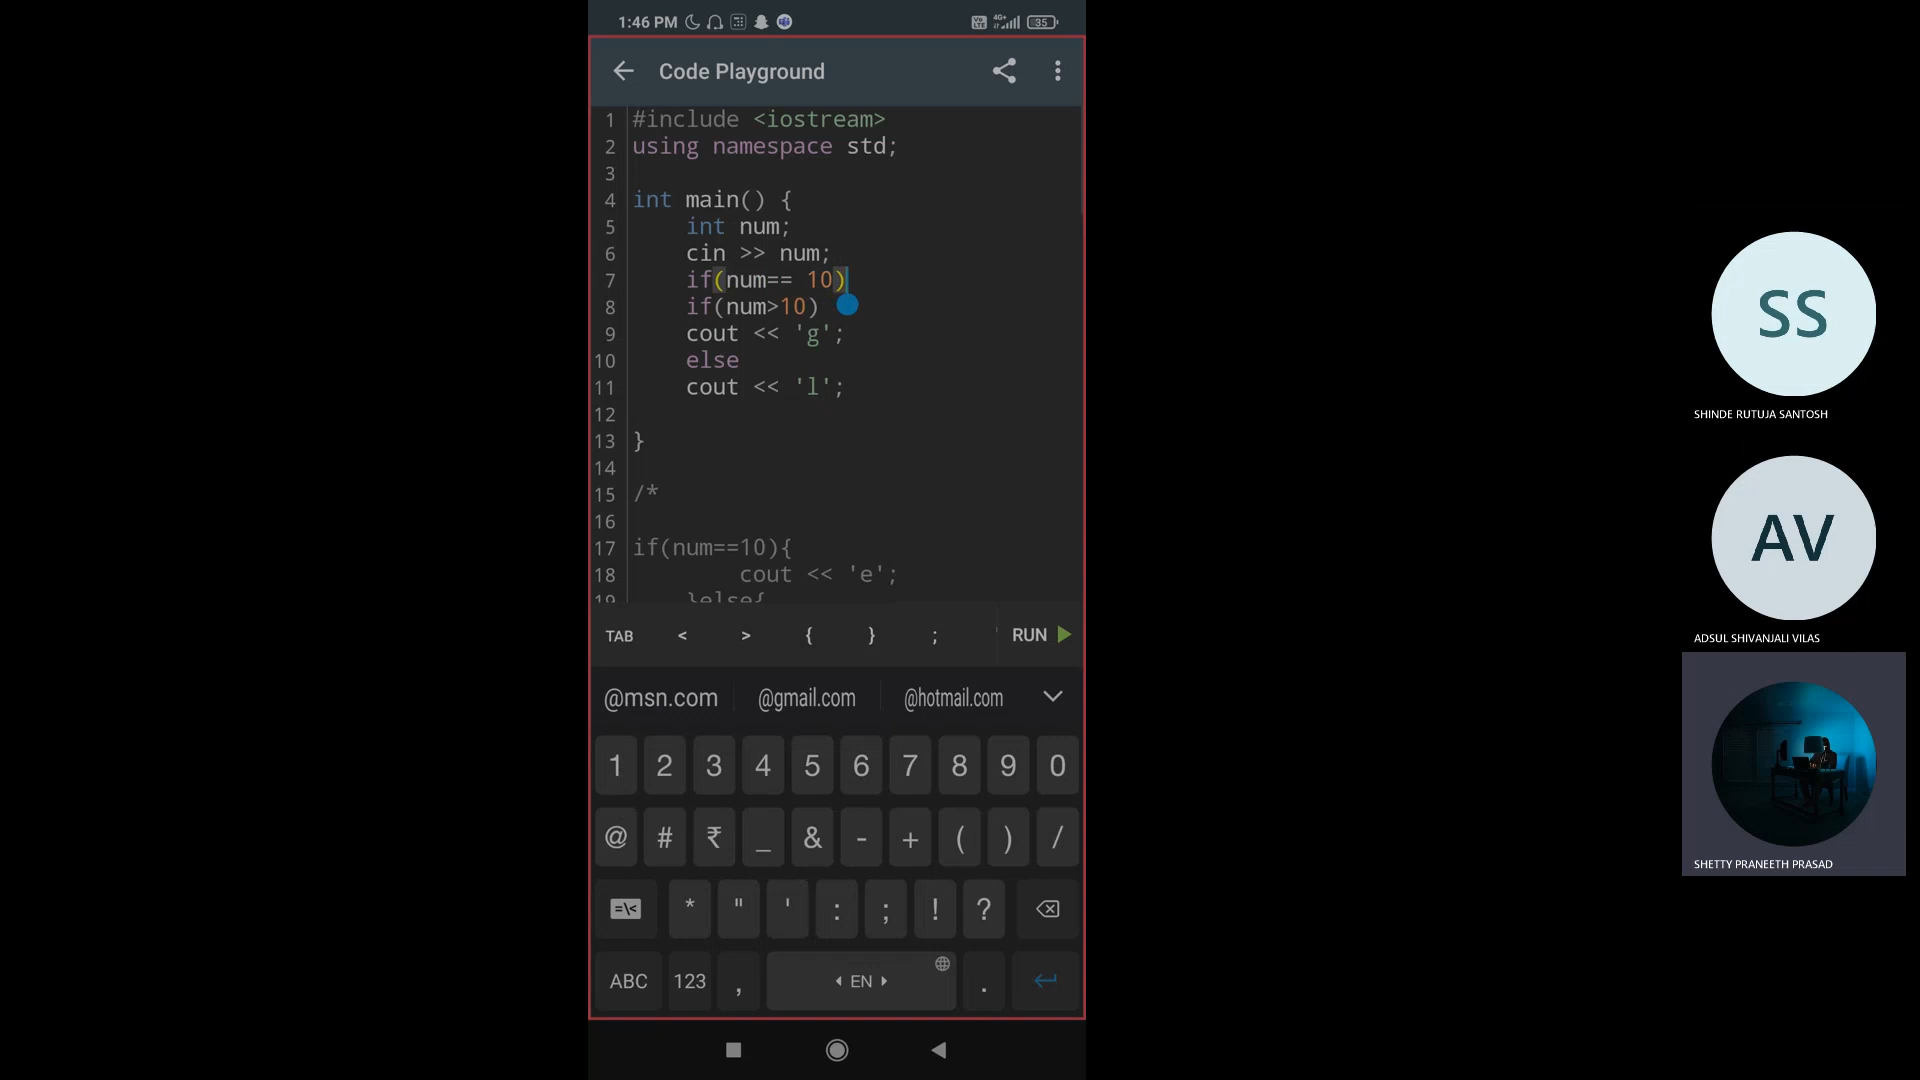 1:46 PM
4G+
35
Code Playground
1 #include <iostream>
2 using namespace std;
3
4 int main() {
5 int num;
6 cin >> num;
7 if(num== 10)
8 if(num>10)
9 cout << 'g';
10 else
11 cout << 'l';
12
13 }
14
15 /*
16
17 if(num==10){
18 cout << 'e';
19 }else{
TAB < > { } ; ' RUN
@msn.com @gmail.com @hotmail.com
1 2 3 4 5 6 7 8 9 0
@ # ₹ _ & - + ( ) /
=\< * " ' : ; ! ?
ABC 123 , EN .
SS
SHINDE RUTUJA SANTOSH
AV
ADSUL SHIVANJALI VILAS
SHETTY PRANEETH PRASAD